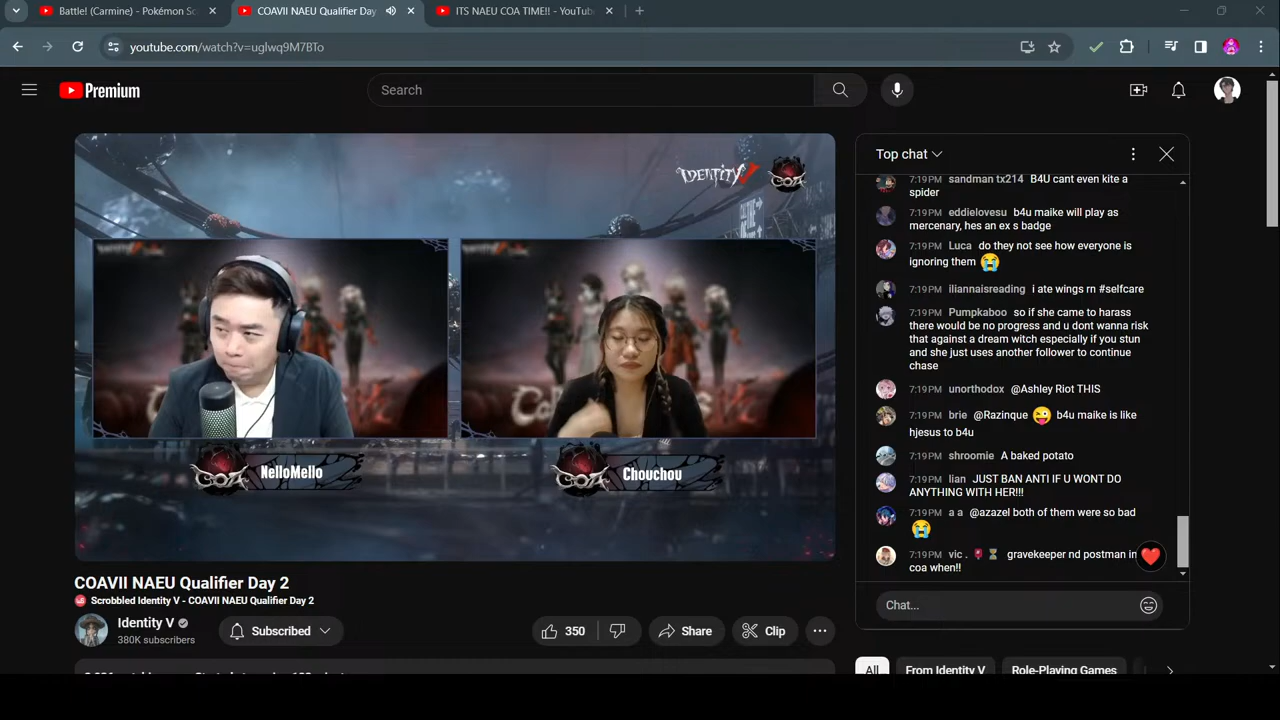 Battle! (Carmine) - Pokémon Sc
COAVII NAEU Qualifier Day
ITS NAEU COA TIME!! - YouTub
youtube.com/watch?v=uglwq9M7BTo
Premium
Search
IDENTITY V
COA
NelloMello
COA
Chouchou
COA
COAVII NAEU Qualifier Day 2
Scrobbled Identity V - COAVII NAEU Qualifier Day 2
Identity V
380K subscribers
Subscribed
350
Share
Clip
Top chat
7:19PM sandman tx214 B4U cant even kite a
spider
7:19PM eddielovesu b4u maike will play as
mercenary, hes an ex s badge
7:19PM Luca do they not see how everyone is
ignoring them 😭
7:19PM iliannaisreading i ate wings rn #selfcare
7:19PM Pumpkaboo so if she came to harass
there would be no progress and u dont wanna risk
that against a dream witch especially if you stun
and she just uses another follower to continue
chase
7:19PM unorthodox @Ashley Riot THIS
7:19PM brie @Razinque 😜 b4u maike is like
hjesus to b4u
7:19PM shroomie A baked potato
7:19PM lian JUST BAN ANTI IF U WONT DO
ANYTHING WITH HER!!!
7:19PM a a @azazel both of them were so bad
😭
7:19PM vic . 🌹 ⏳ gravekeeper nd postman in
coa when!!
Chat...
All
From Identity V
Role-Playing Games